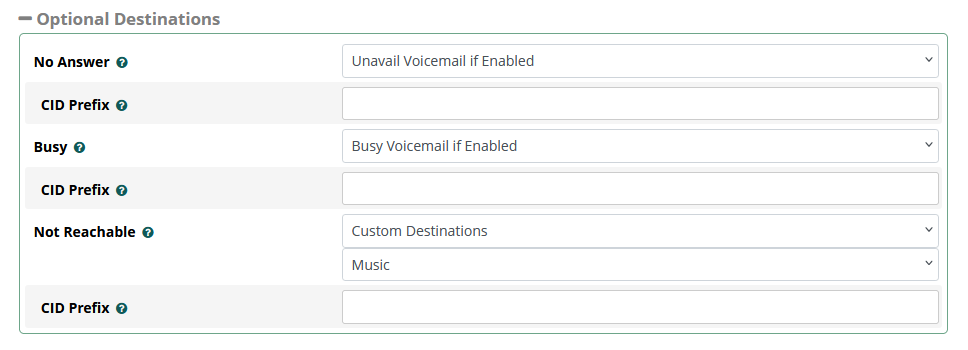 Optional Destinations
No Answer
Unavail Voicemail if Enabled
CID Prefix
Busy
Busy Voicemail if Enabled
CID Prefix
Not Reachable
Custom Destinations
Music
CID Prefix